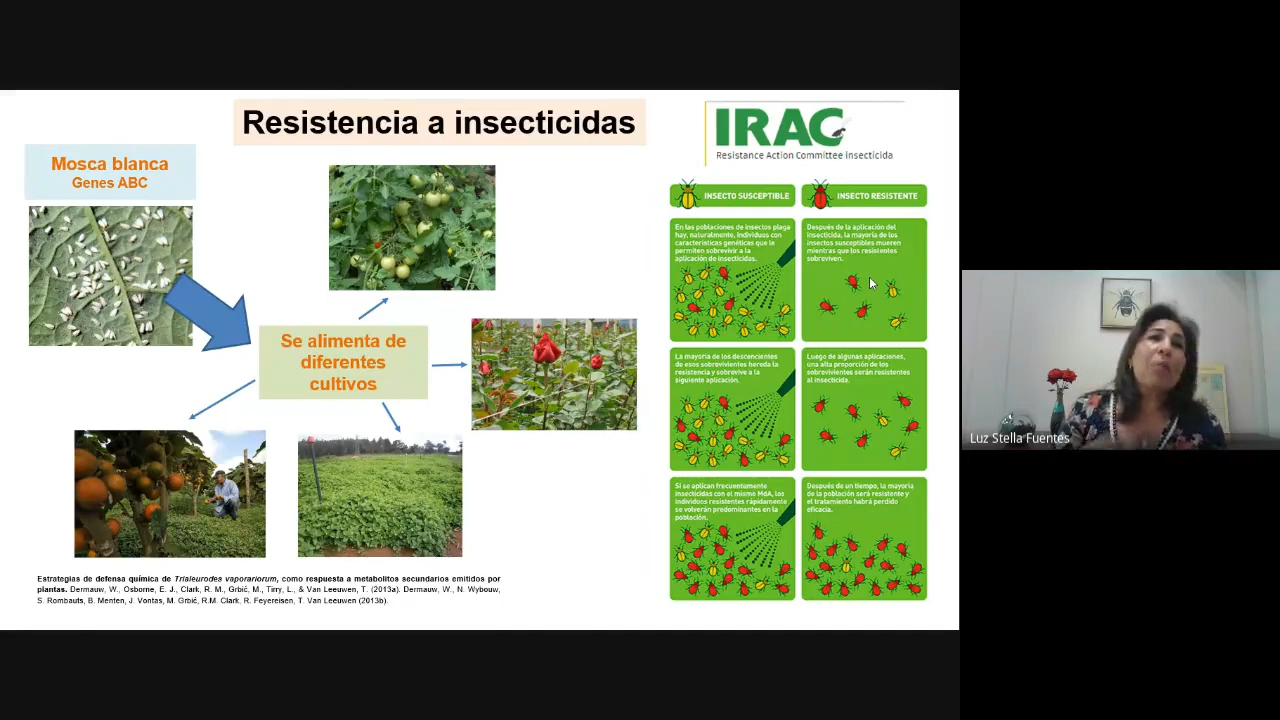 Resistencia a insecticidas
Mosca blanca
Genes ABC
Se alimenta de
diferentes
cultivos
Estrategias de defensa química de Trialeurodes vaporariorum, como respuesta a metabolitos secundarios emitidos por
plantas. Dermauw, W., Osborne, E. J., Clark, R. M., Grbić, M., Tirry, L., & Van Leeuwen, T. (2013a). Dermauw, W., N. Wybouw,
S. Rombauts, B. Menten, J. Vontas, M. Grbić, R.M. Clark, R. Feyereisen, T. Van Leeuwen (2013b).
IRAC
Resistance Action Committee Insecticida
INSECTO SUSCEPTIBLE
INSECTO RESISTENTE
En las poblaciones de insectos plaga
hay, naturalmente, individuos con
características genéticas que le
permiten sobrevivir a la
aplicación de insecticidas.
Después de la aplicación del
insecticida, la mayoría de los
insectos susceptibles mueren
mientras que los resistentes
sobreviven.
La mayoría de los descencientes
de esos sobrevivientes hereda la
resistencia y sobrevive a la
siguiente aplicación.
Luego de algunas aplicaciones,
una alta proporción de los
sobrevivientes serán resistentes
al insecticida.
Si se aplican frecuentemente
insecticidas con el mismo MdA, los
individuos resistentes rápidamente
se volverán predominantes en la
población.
Después de un tiempo, la mayoría
de la población será resistente y
el tratamiento habrá perdido
eficacia.
Luz Stella Fuentes